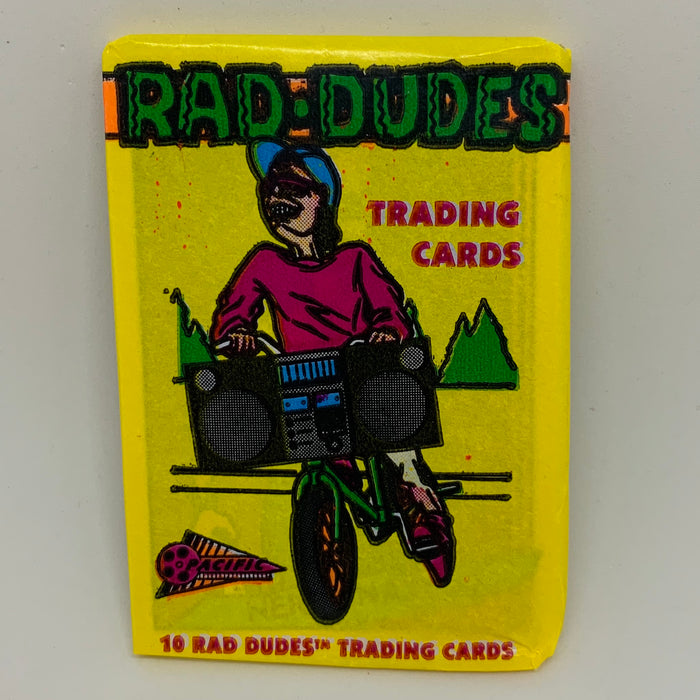 RAD·DUDES
TRADING
CARDS
PACIFIC
10 RAD DUDES™ TRADING CARDS